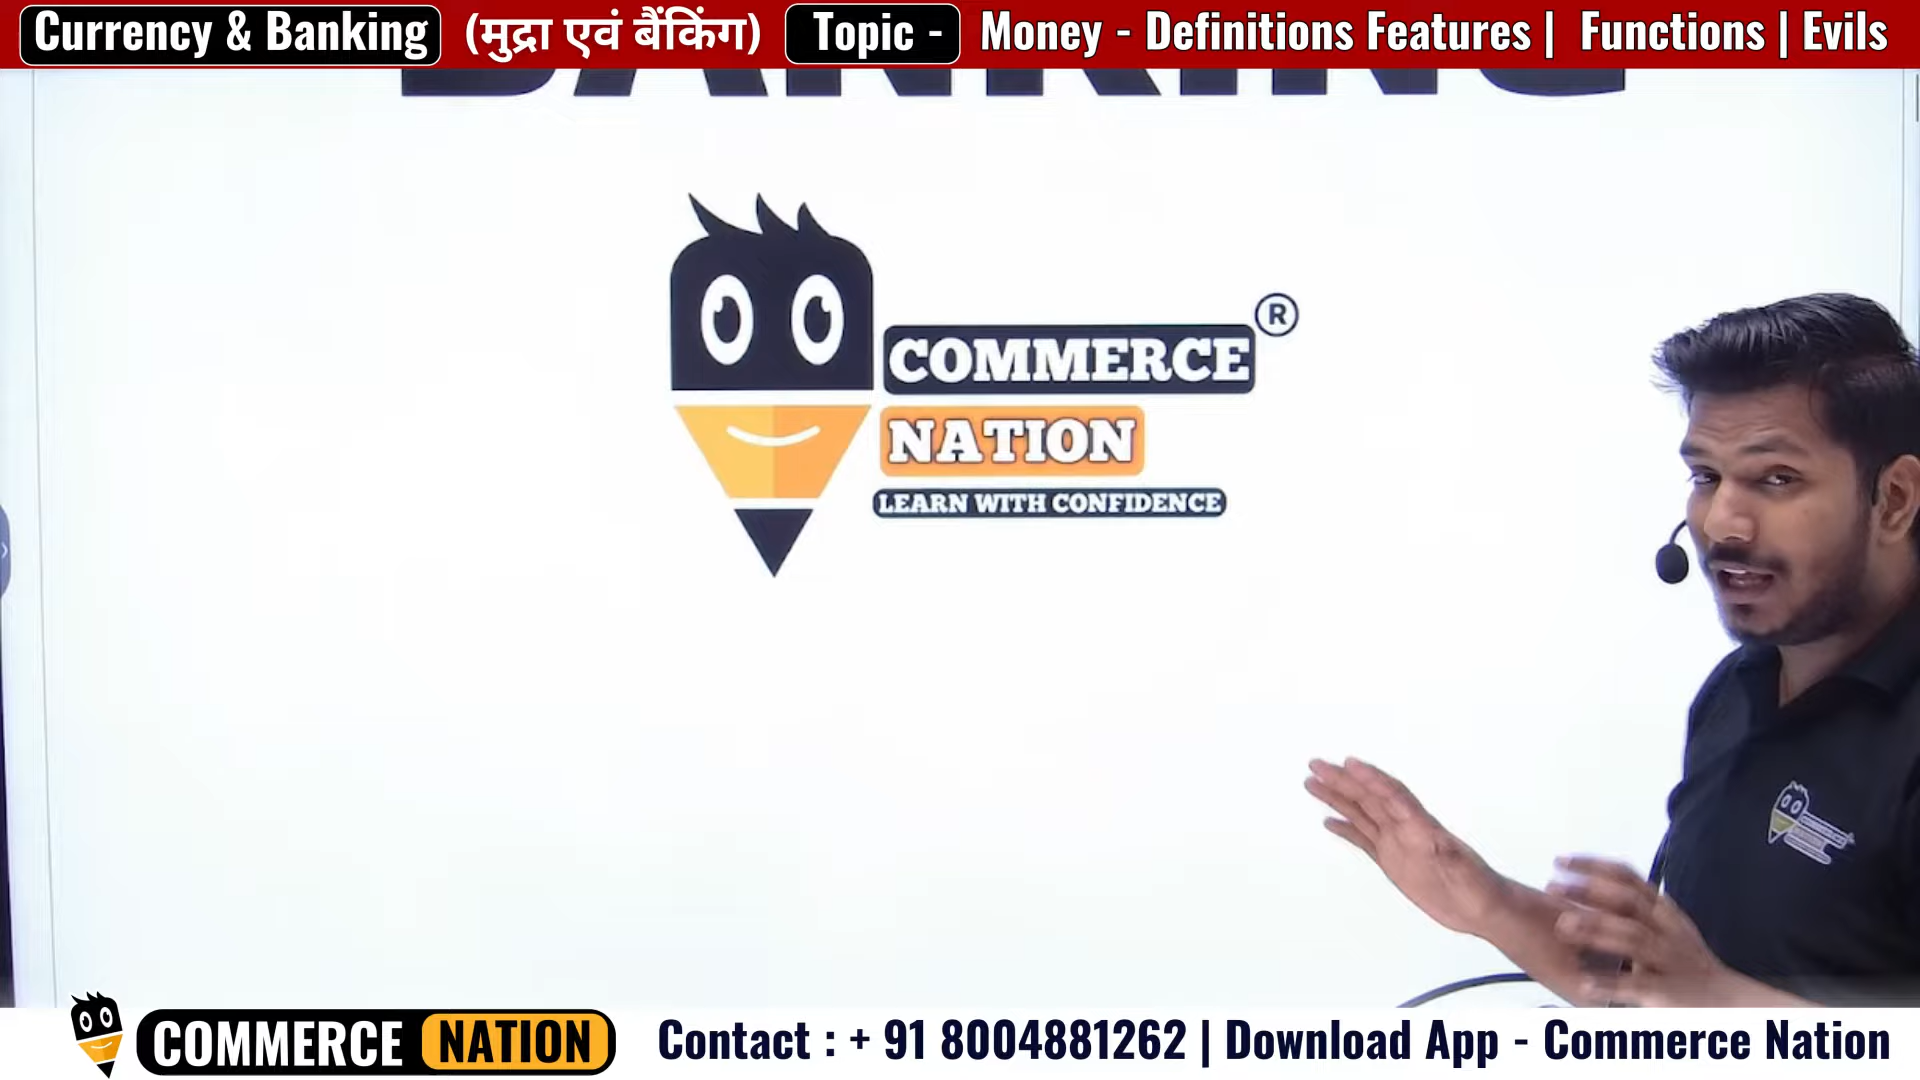 Currency & Banking (मुद्रा एवं बैंकिंग) Topic - Money - Definitions Features | Functions | Evils
BANKING
®
COMMERCE
NATION
LEARN WITH CONFIDENCE
COMMERCE NATION Contact : + 91 8004881262 | Download App - Commerce Nation